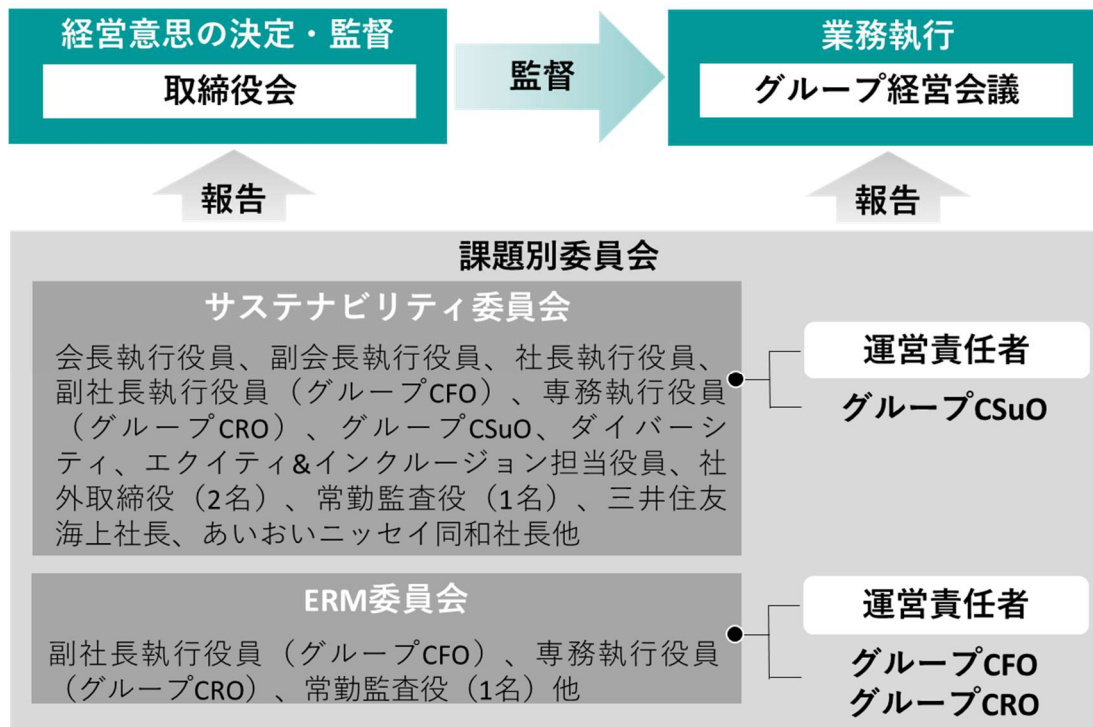 経営意思の決定・監督
取締役会
監督
業務執行
グループ経営会議
報告
報告
課題別委員会
サステナビリティ委員会
会長執行役員、副会長執行役員、社長執行役員、
副社長執行役員（グループCFO）、専務執行役員
（グループCRO）、グループCSuO、ダイバーシ
ティ、エクイティ&インクルージョン担当役員、社
外取締役（2名）、常勤監査役（1名）、三井住友
海上社長、あいおいニッセイ同和社長他
運営責任者
グループCSuO
ERM委員会
副社長執行役員（グループCFO）、専務執行役員
（グループCRO）、常勤監査役（1名）他
運営責任者
グループCFO
グループCRO